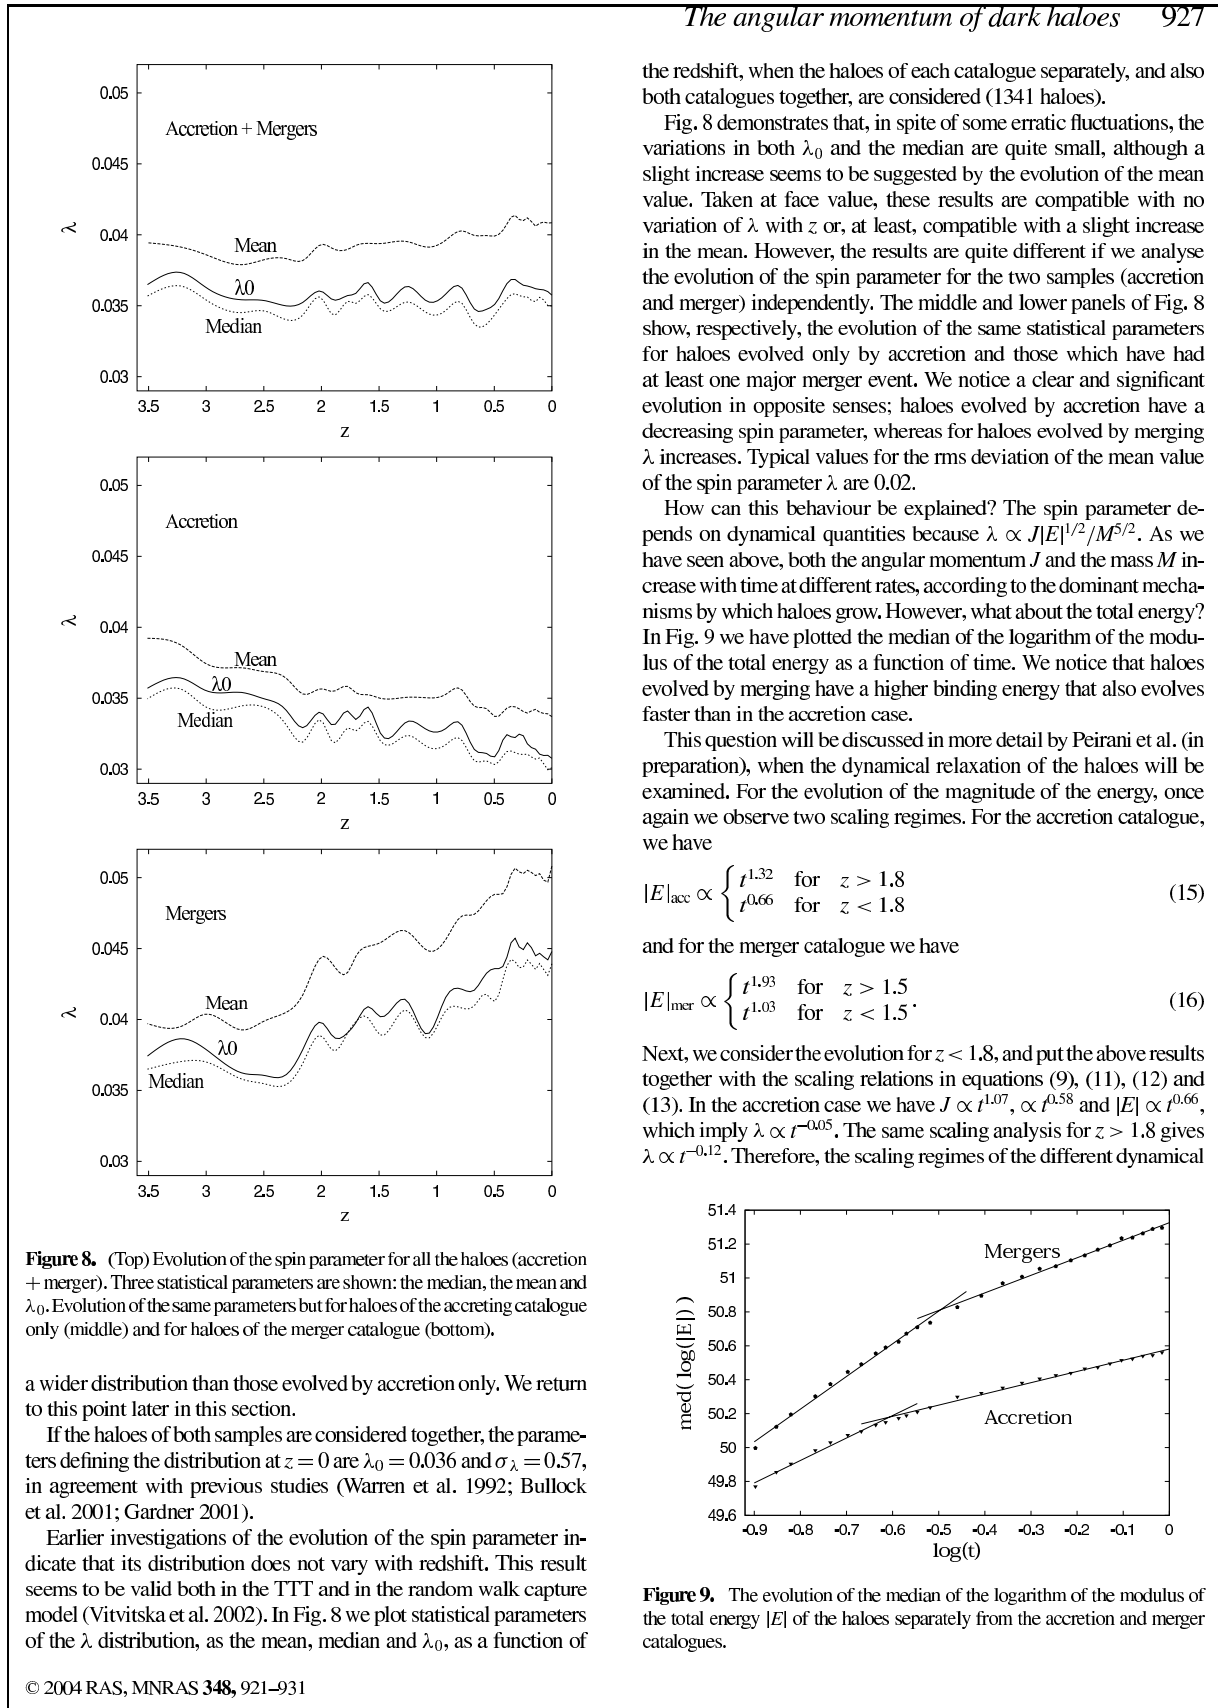 The angular momentum of dark haloes 927
0.05
0.045
0.04
0.035
0.03
λ
Accretion + Mergers
Mean
λ0
Median
3.5 3 2.5 2 1.5 1 0.5 0
z
0.05
0.045
0.04
0.035
0.03
λ
Accretion
Mean
λ0
Median
3.5 3 2.5 2 1.5 1 0.5 0
z
0.05
0.045
0.04
0.035
0.03
λ
Mergers
Mean
λ0
Median
3.5 3 2.5 2 1.5 1 0.5 0
z
Figure 8. (Top) Evolution of the spin parameter for all the haloes (accretion
+ merger). Three statistical parameters are shown: the median, the mean and
λ₀. Evolution of the same parameters but for haloes of the accreting catalogue
only (middle) and for haloes of the merger catalogue (bottom).
a wider distribution than those evolved by accretion only. We return
to this point later in this section.
If the haloes of both samples are considered together, the parame-
ters defining the distribution at z = 0 are λ₀ = 0.036 and σ_λ = 0.57,
in agreement with previous studies (Warren et al. 1992; Bullock
et al. 2001; Gardner 2001).
Earlier investigations of the evolution of the spin parameter in-
dicate that its distribution does not vary with redshift. This result
seems to be valid both in the TTT and in the random walk capture
model (Vitvitska et al. 2002). In Fig. 8 we plot statistical parameters
of the λ distribution, as the mean, median and λ₀, as a function of
© 2004 RAS, MNRAS 348, 921–931
the redshift, when the haloes of each catalogue separately, and also
both catalogues together, are considered (1341 haloes).
Fig. 8 demonstrates that, in spite of some erratic fluctuations, the
variations in both λ₀ and the median are quite small, although a
slight increase seems to be suggested by the evolution of the mean
value. Taken at face value, these results are compatible with no
variation of λ with z or, at least, compatible with a slight increase
in the mean. However, the results are quite different if we analyse
the evolution of the spin parameter for the two samples (accretion
and merger) independently. The middle and lower panels of Fig. 8
show, respectively, the evolution of the same statistical parameters
for haloes evolved only by accretion and those which have had
at least one major merger event. We notice a clear and significant
evolution in opposite senses; haloes evolved by accretion have a
decreasing spin parameter, whereas for haloes evolved by merging
λ increases. Typical values for the rms deviation of the mean value
of the spin parameter λ are 0.02.
How can this behaviour be explained? The spin parameter de-
pends on dynamical quantities because λ ∝ J|E|^{1/2}/M^{5/2}. As we
have seen above, both the angular momentum J and the mass M in-
crease with time at different rates, according to the dominant mecha-
nisms by which haloes grow. However, what about the total energy?
In Fig. 9 we have plotted the median of the logarithm of the modu-
lus of the total energy as a function of time. We notice that haloes
evolved by merging have a higher binding energy that also evolves
faster than in the accretion case.
This question will be discussed in more detail by Peirani et al. (in
preparation), when the dynamical relaxation of the haloes will be
examined. For the evolution of the magnitude of the energy, once
again we observe two scaling regimes. For the accretion catalogue,
we have
|E|_acc ∝ { t^{1.32} for z > 1.8
t^{0.66} for z < 1.8 (15)
and for the merger catalogue we have
|E|_mer ∝ { t^{1.93} for z > 1.5
t^{1.03} for z < 1.5 . (16)
Next, we consider the evolution for z < 1.8, and put the above results
together with the scaling relations in equations (9), (11), (12) and
(13). In the accretion case we have J ∝ t^{1.07}, ∝ t^{0.58} and |E| ∝ t^{0.66},
which imply λ ∝ t^{−0.05}. The same scaling analysis for z > 1.8 gives
λ ∝ t^{−0.12}. Therefore, the scaling regimes of the different dynamical
51.4
51.2
51
50.8
50.6
50.4
50.2
50
49.8
49.6
med( log(|E|) )
Mergers
Accretion
-0.9 -0.8 -0.7 -0.6 -0.5 -0.4 -0.3 -0.2 -0.1 0
log(t)
Figure 9. The evolution of the median of the logarithm of the modulus of
the total energy |E| of the haloes separately from the accretion and merger
catalogues.